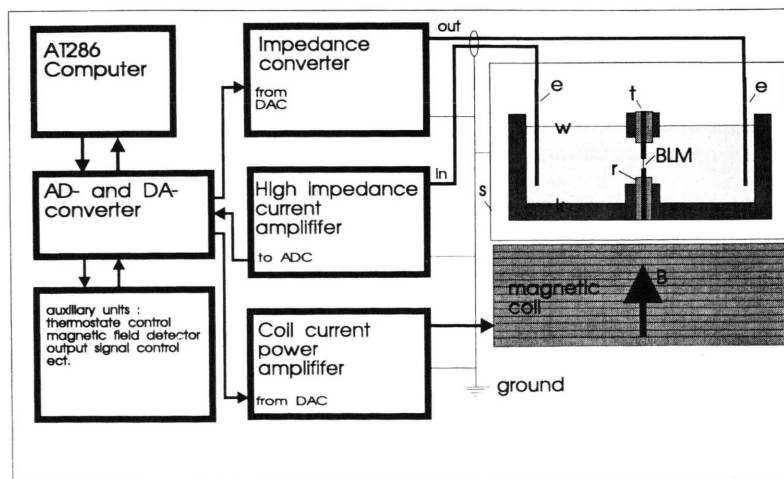 AT286
Computer
AD- and DA-
converter
auxiliary units :
thermostate control
magnetic field detector
output signal control
ect.
Impedance
converter
from
DAC
High impedance
current
amplififer
to ADC
Coil current
power
amplififer
from DAC
out
in
ground
e
t
e
w
BLM
r
s
k
B
magnetic
coil